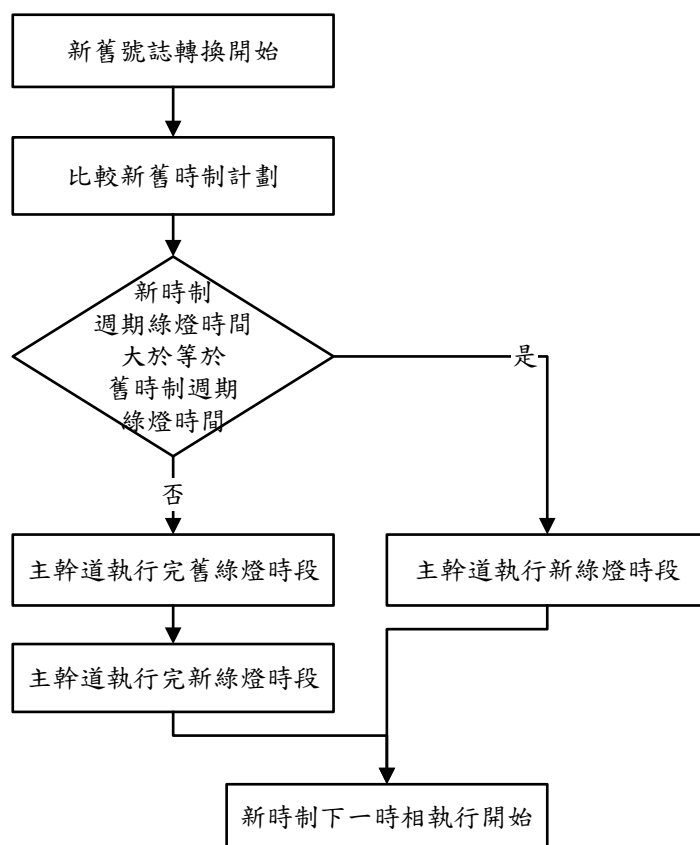 新舊號誌轉換開始
比較新舊時制計劃
新時制
週期綠燈時間
大於等於
舊時制週期
綠燈時間
是
否
主幹道執行完舊綠燈時段
主幹道執行新綠燈時段
主幹道執行完新綠燈時段
新時制下一時相執行開始